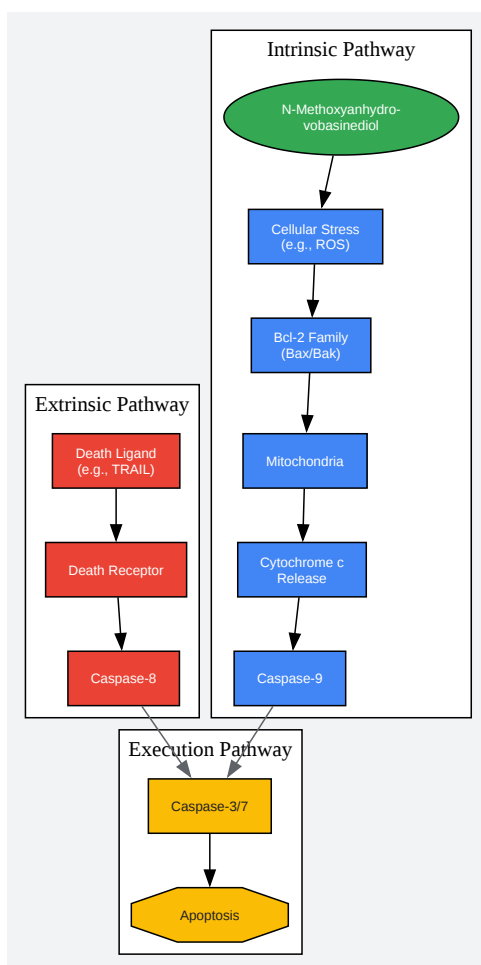 Intrinsic Pathway
N-Methoxyanhydro-
vobasinediol
Cellular Stress
(e.g., ROS)
Bcl-2 Family
(Bax/Bak)
Mitochondria
Cytochrome c
Release
Caspase-9
Extrinsic Pathway
Death Ligand
(e.g., TRAIL)
Death Receptor
Caspase-8
Execution Pathway
Caspase-3/7
Apoptosis